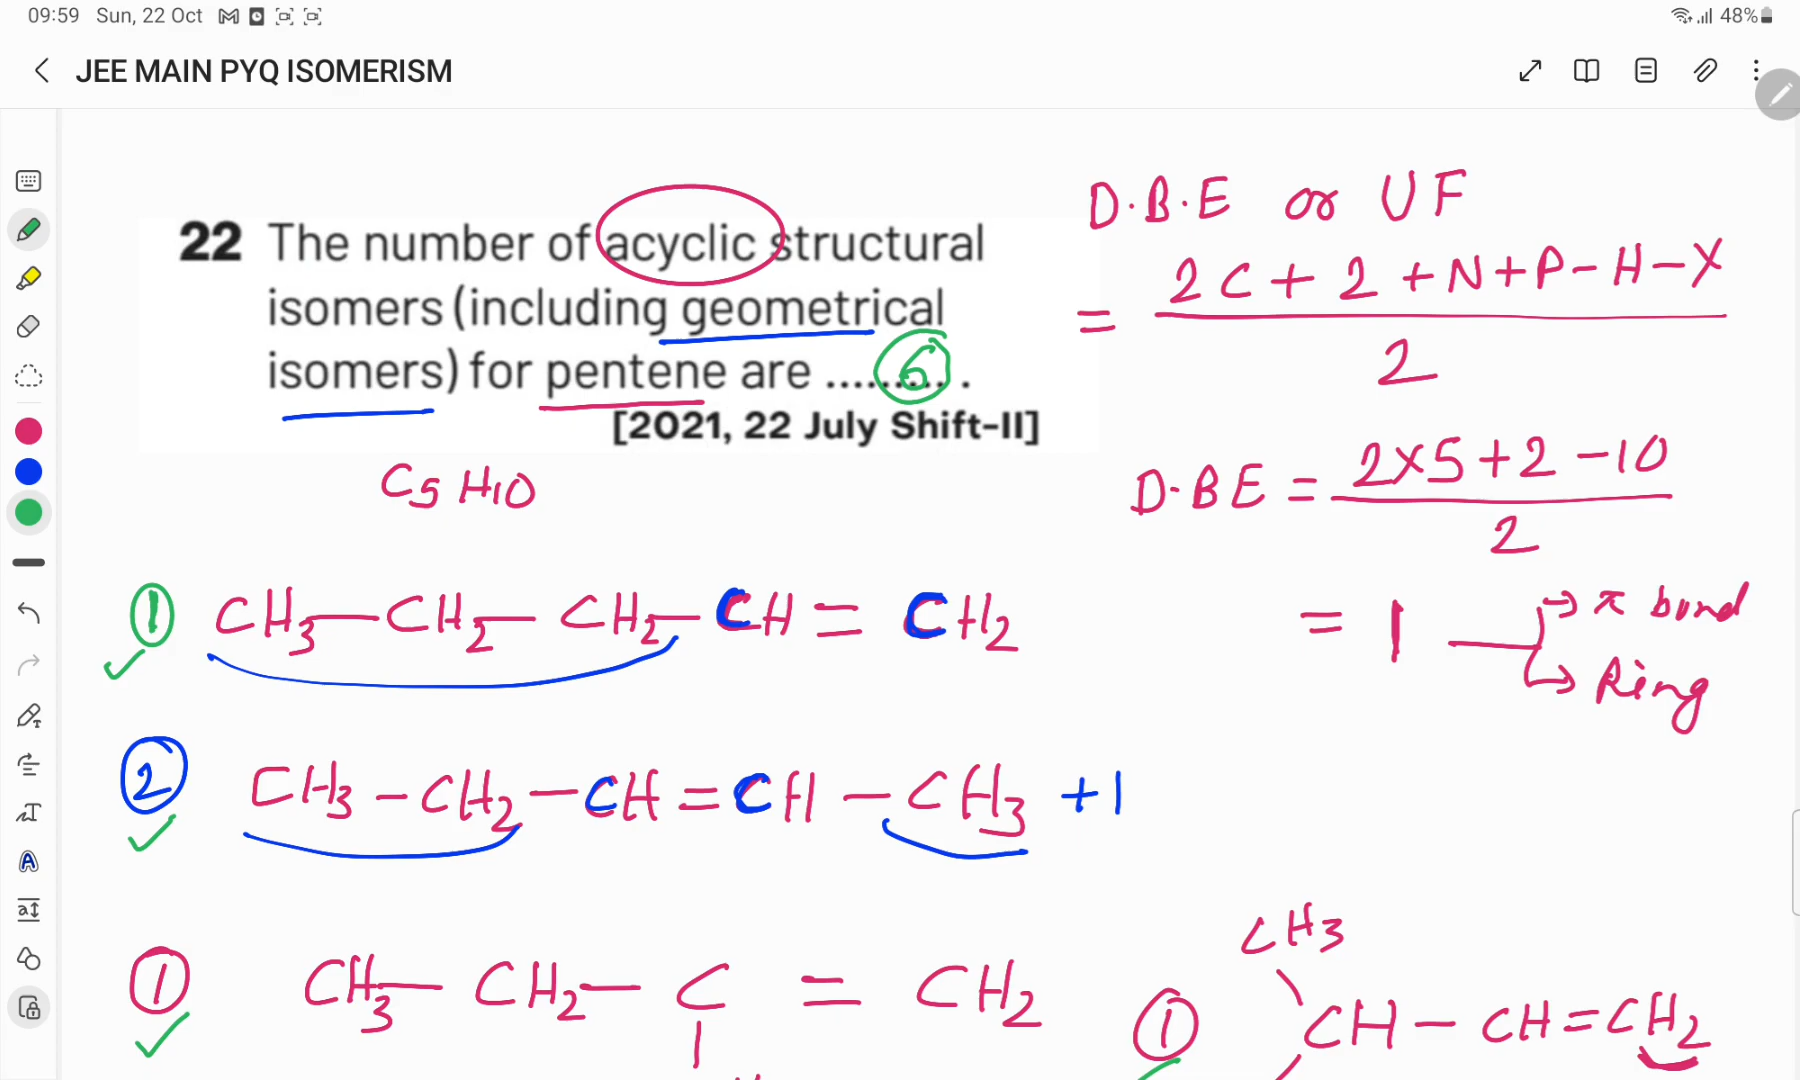 09:59 Sun, 22 Oct
48%
JEE MAIN PYQ ISOMERISM
22 The number of acyclic structural
isomers (including geometrical
isomers) for pentene are .......... .
6
[2021, 22 July Shift-II]
C5 H10
D.B.E or UF
= 2C + 2 + N + P - H - X
2
D.BE = 2×5+2-10
2
= 1 → π bond
→ Ring
① CH3—CH2—CH2—CH=CH2
② CH3-CH2-CH=CH-CH3 +1
① CH3—CH2—C=CH2
CH3
① CH-CH=CH2